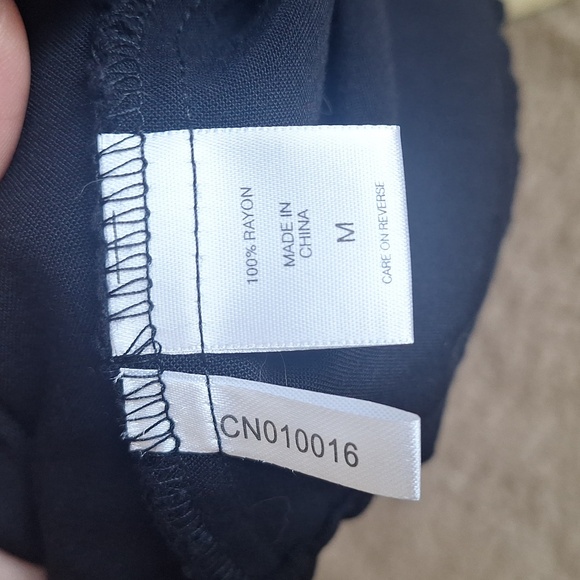 100% RAYON
MADE IN
CHINA
M
CARE ON REVERSE
CN010016